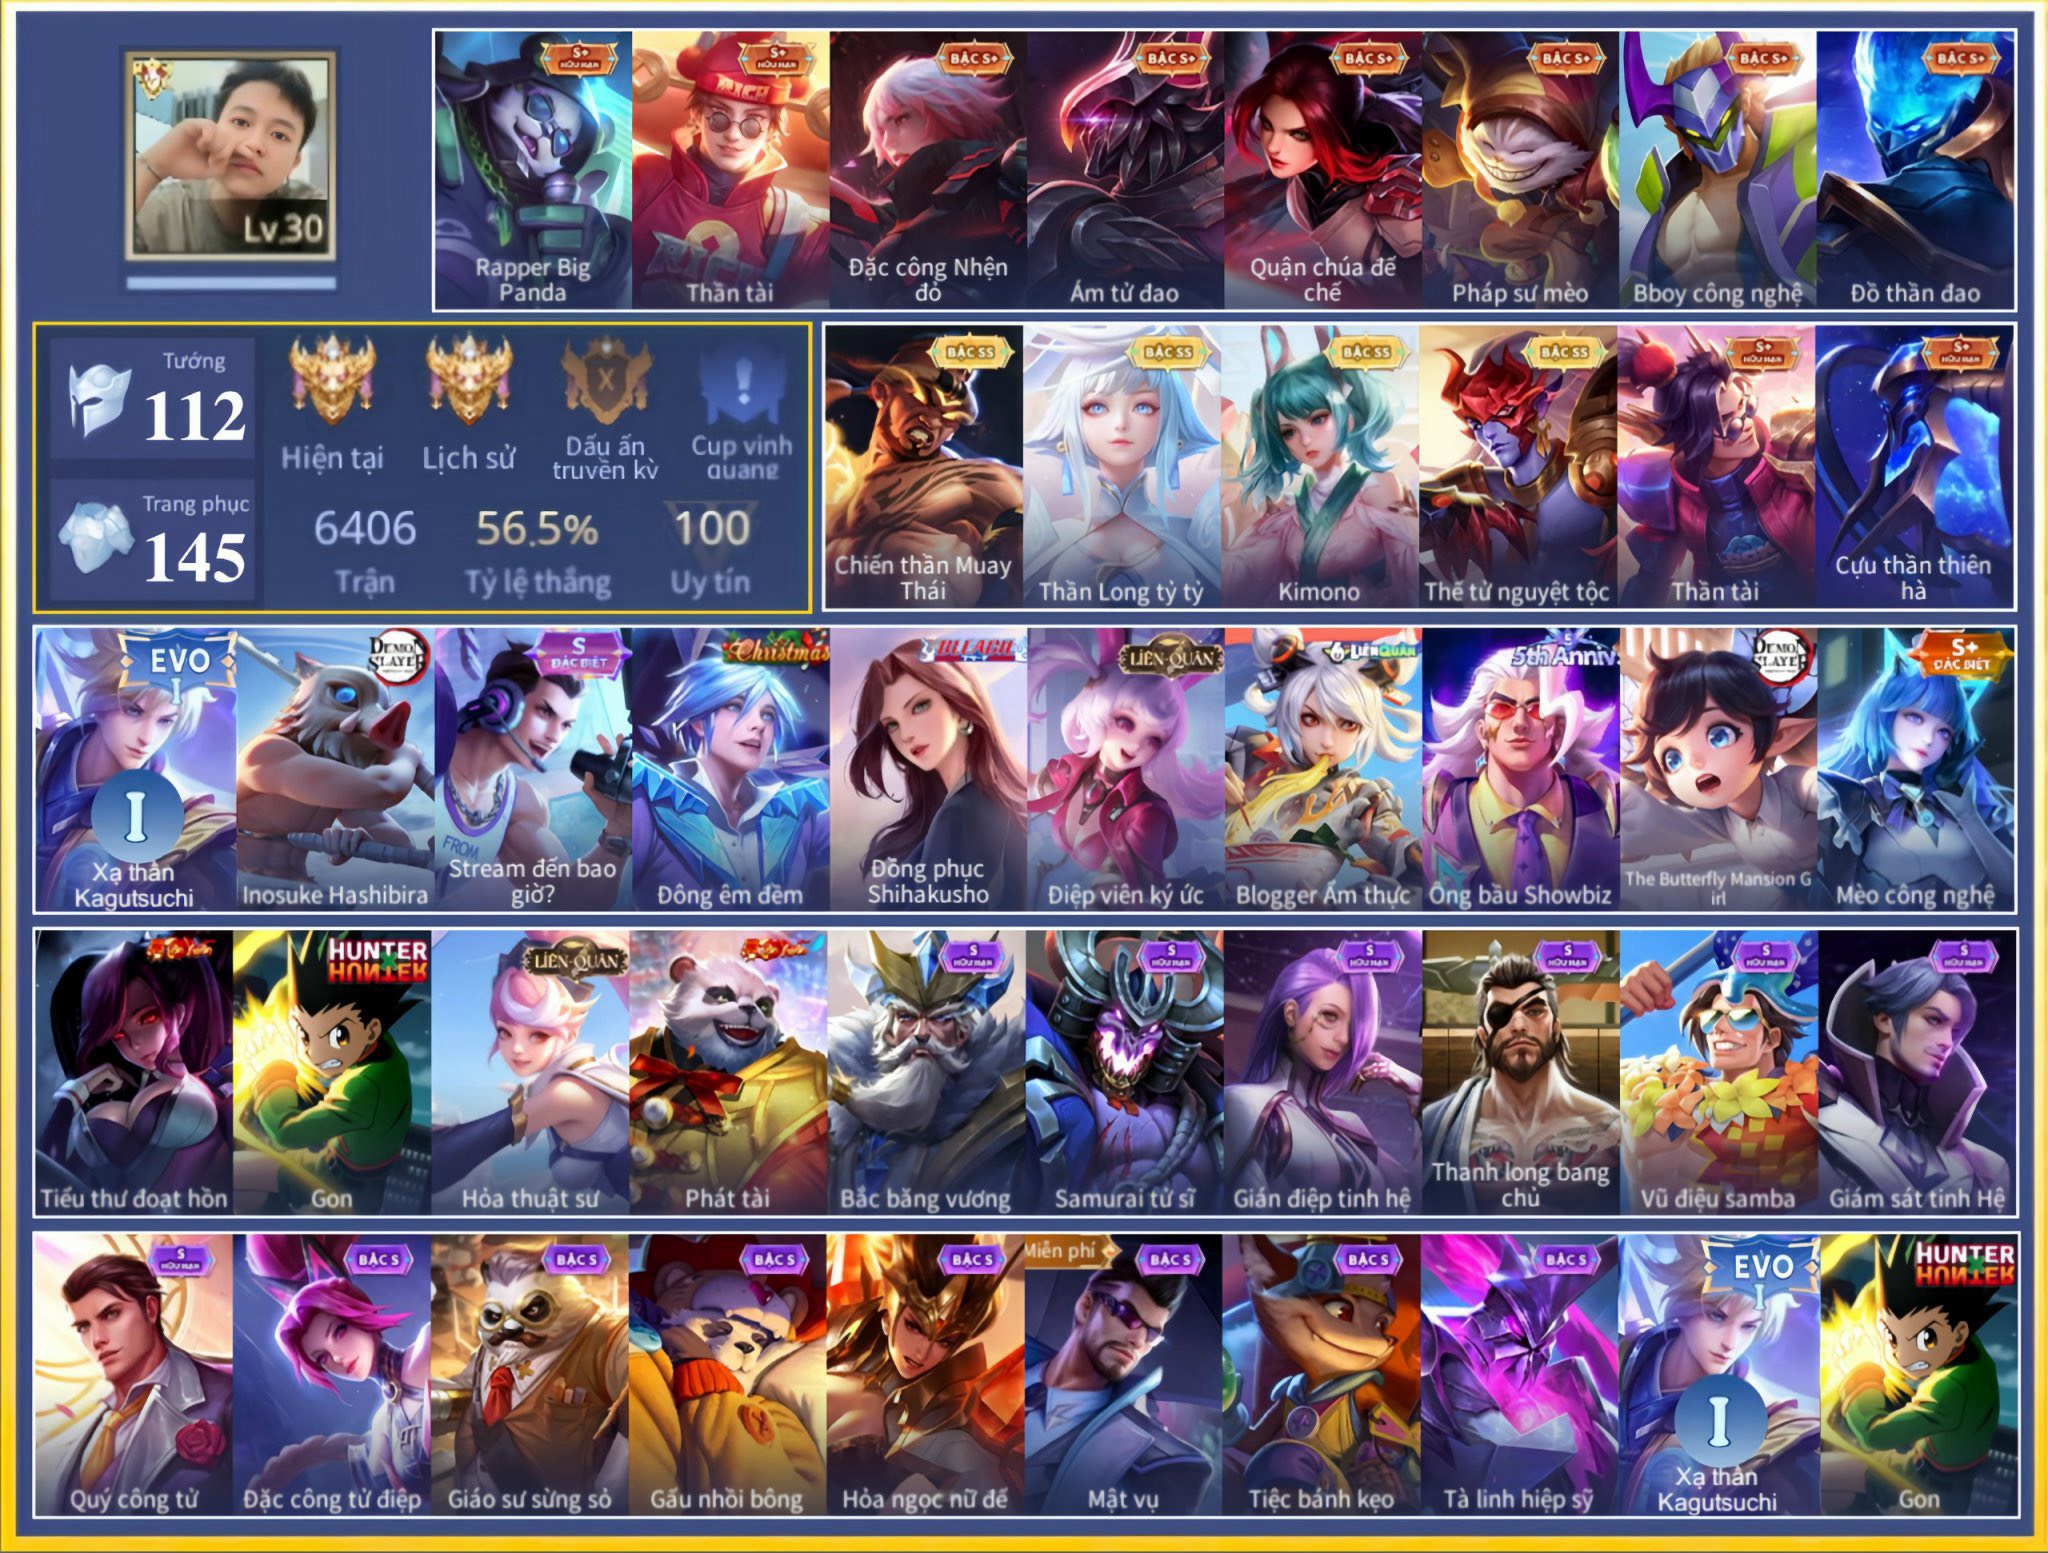 Lv.30
S+
HỮU HẠN
Rapper Big
Panda
S+
HỮU HẠN
RICH
Thần tài
BẬC S+
Đặc công Nhện
đỏ
BẬC S+
Ám tử đao
BẬC S+
Quận chúa đế
chế
BẬC S+
Pháp sư mèo
BẬC S+
Bboy công nghệ
BẬC S+
Đồ thần đao
Tướng
112
Trang phục
145
Hiện tại
Lịch sử
X
Dấu ấn
truyền kỳ
Cup vinh
quang
6406
Trận
56.5%
Tỷ lệ thắng
100
Uy tín
BẬC SS
Chiến thần Muay
Thái
BẬC SS
Thần Long tỷ tỷ
BẬC SS
Kimono
BẬC SS
Thế tử nguyệt tộc
S+
HỮU HẠN
Thần tài
S+
HỮU HẠN
Cựu thần thiên
hà
EVO
I
I
Xạ thần
Kagutsuchi
DEMON
SLAYER
Inosuke Hashibira
S
ĐẶC BIỆT
FROM
Stream đến bao
giờ?
Christmas
Đông êm đềm
BLEACH
Đồng phục
Shihakusho
LIÊN-QUÂN
Điệp viên ký ức
6 LIÊN QUÂN
Blogger Ẩm thực
S
5th Anniv
Ông bầu Showbiz
DEMON
SLAYER
The Butterfly Mansion G
irl
S+
ĐẶC BIỆT
Mèo công nghệ
Tiểu thư đoạt hồn
HUNTER
HUNTER
Gon
LIÊN-QUÂN
Hỏa thuật sư
Phát tài
S
HỮU HẠN
Bắc băng vương
S
HỮU HẠN
Samurai tử sĩ
S
HỮU HẠN
Gián điệp tinh hệ
S
HỮU HẠN
Thanh long bang
chủ
S
HỮU HẠN
Vũ điệu samba
S
HỮU HẠN
Giám sát tinh Hệ
S
HỮU HẠN
Quý công tử
BẬC S
Đặc công tử điệp
BẬC S
Giáo sư sừng sỏ
BẬC S
Gấu nhồi bông
BẬC S
Hỏa ngọc nữ đế
Miễn phí
BẬC S
Mật vụ
BẬC S
Tiệc bánh kẹo
BẬC S
Tà linh hiệp sỹ
EVO
I
I
Xạ thần
Kagutsuchi
HUNTER
HUNTER
Gon